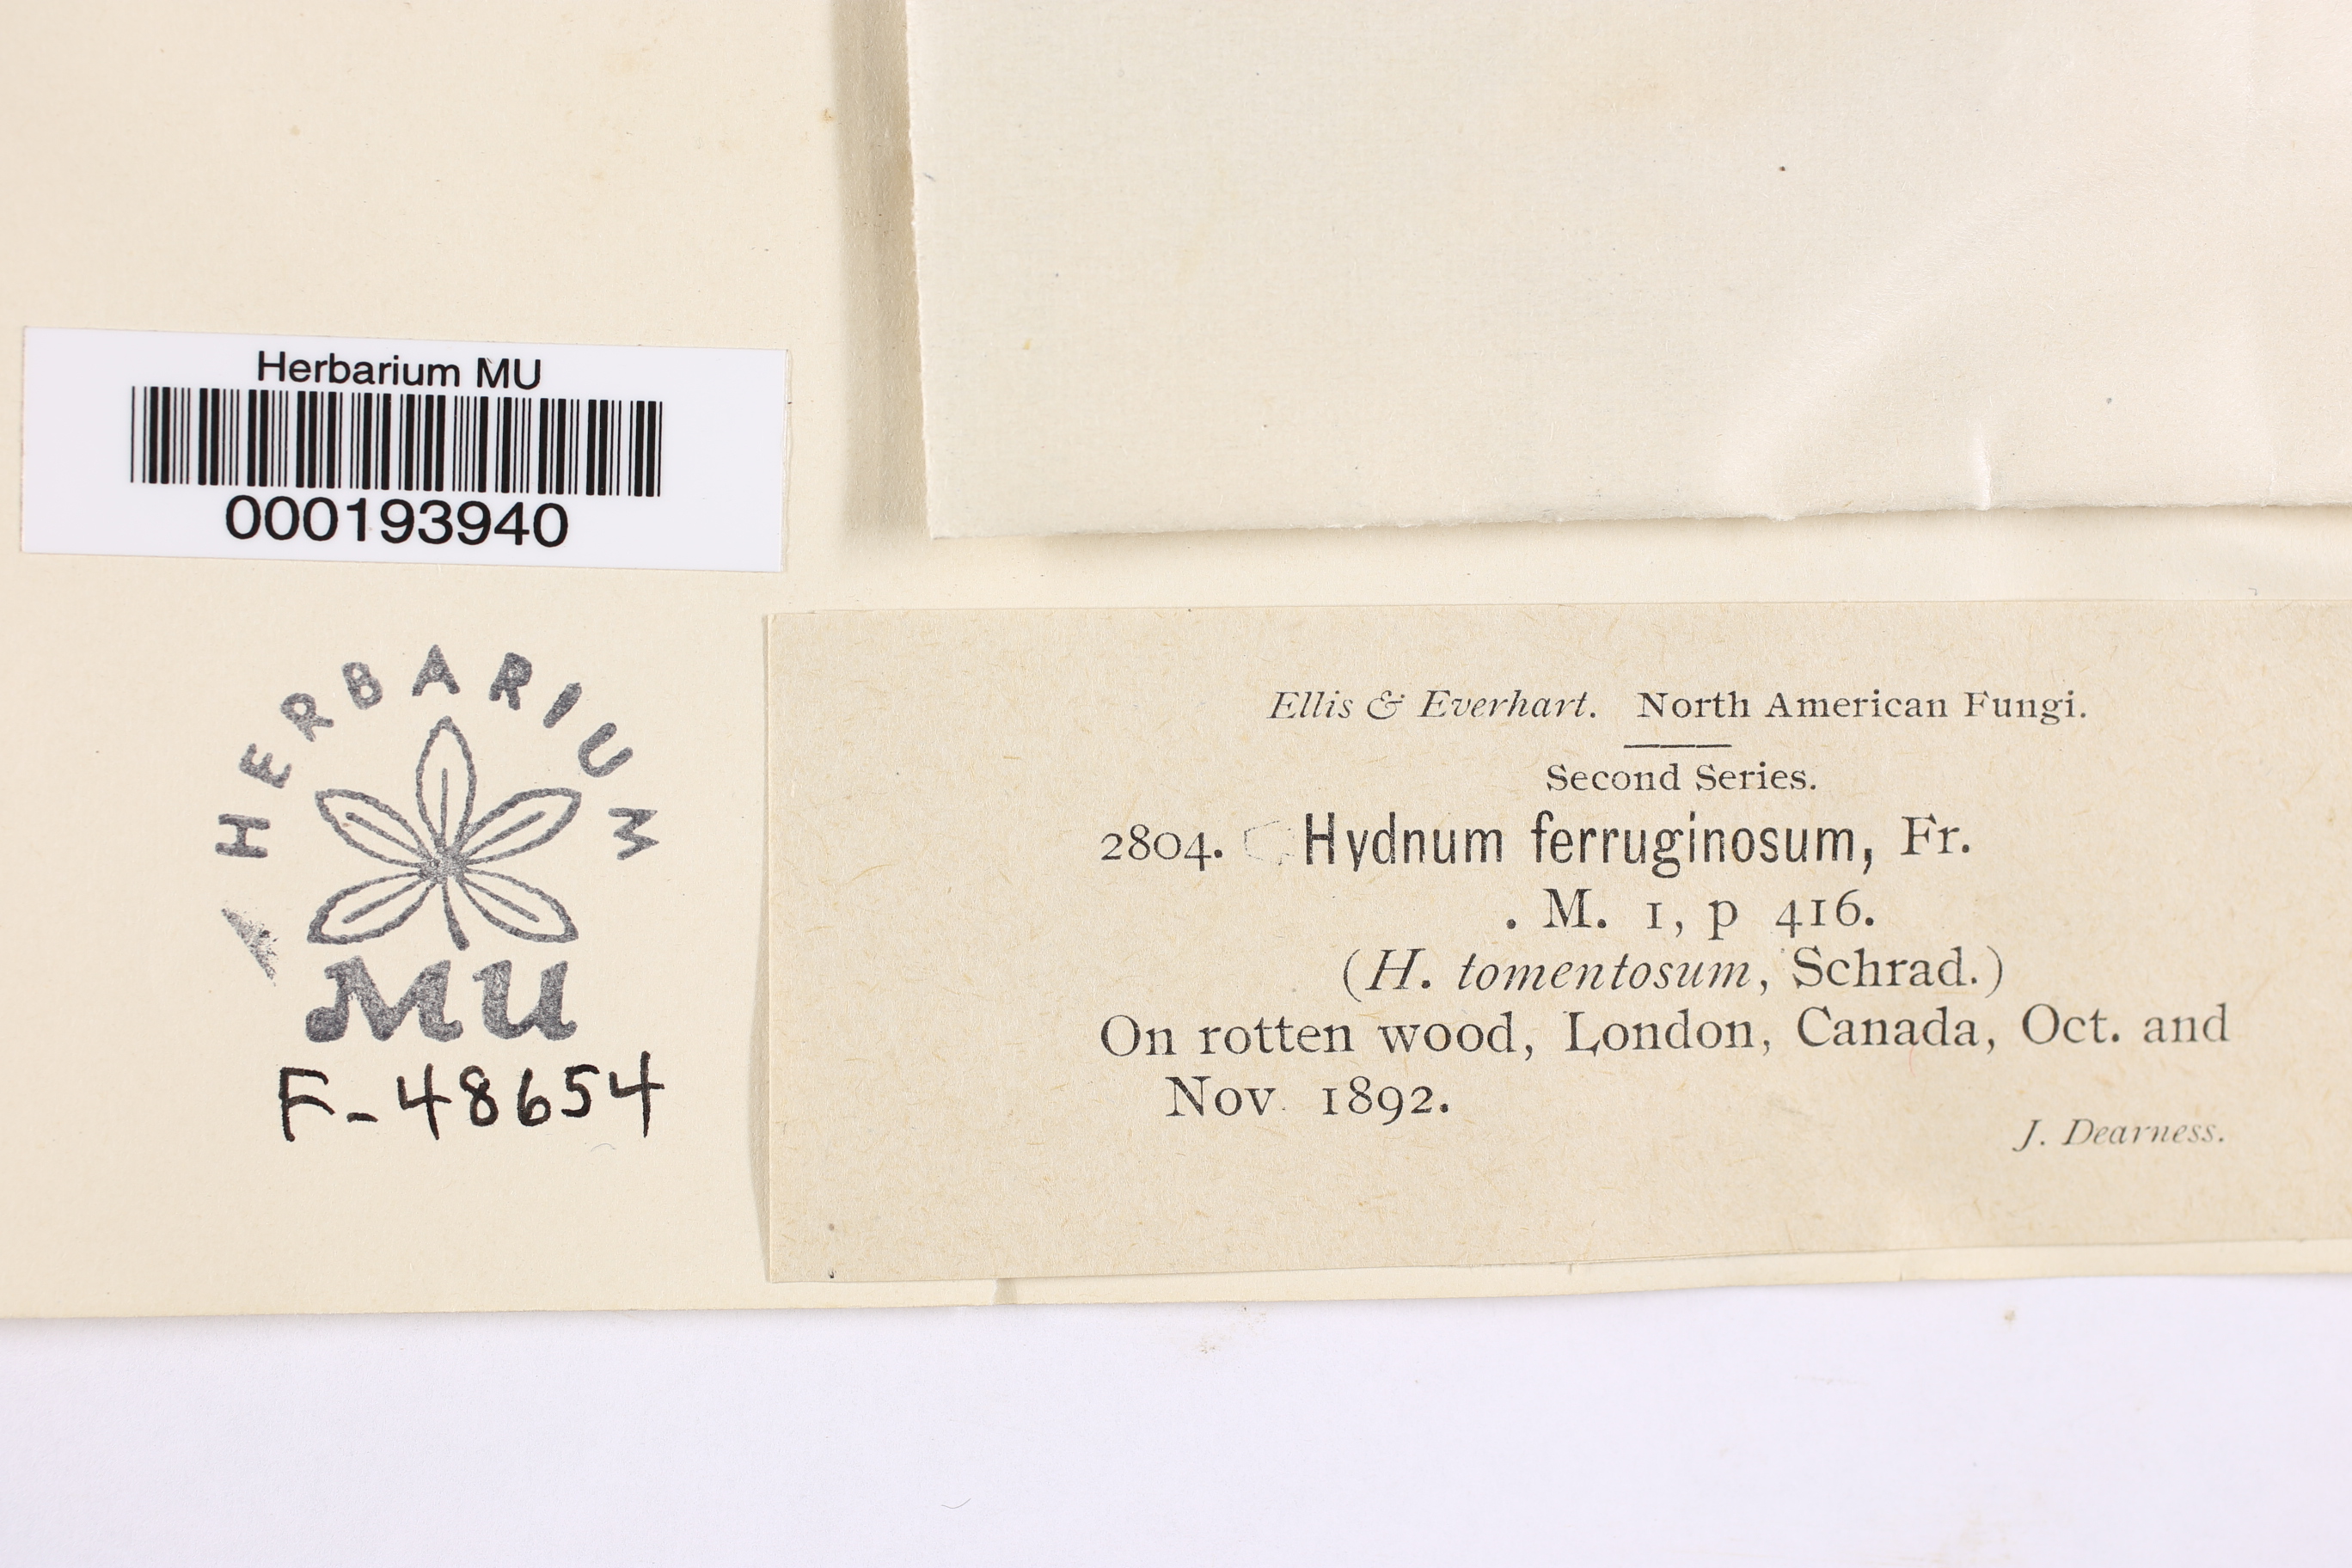 Herbarium MU
000193940
HERBARIUM
MU
F-48654
Ellis & Everhart. North American Fungi.
Second Series.
2804. Hydnum ferruginosum, Fr.
. M. 1, p 416.
(H. tomentosum, Schrad.)
On rotten wood, London, Canada, Oct. and
Nov. 1892.
J. Dearness.